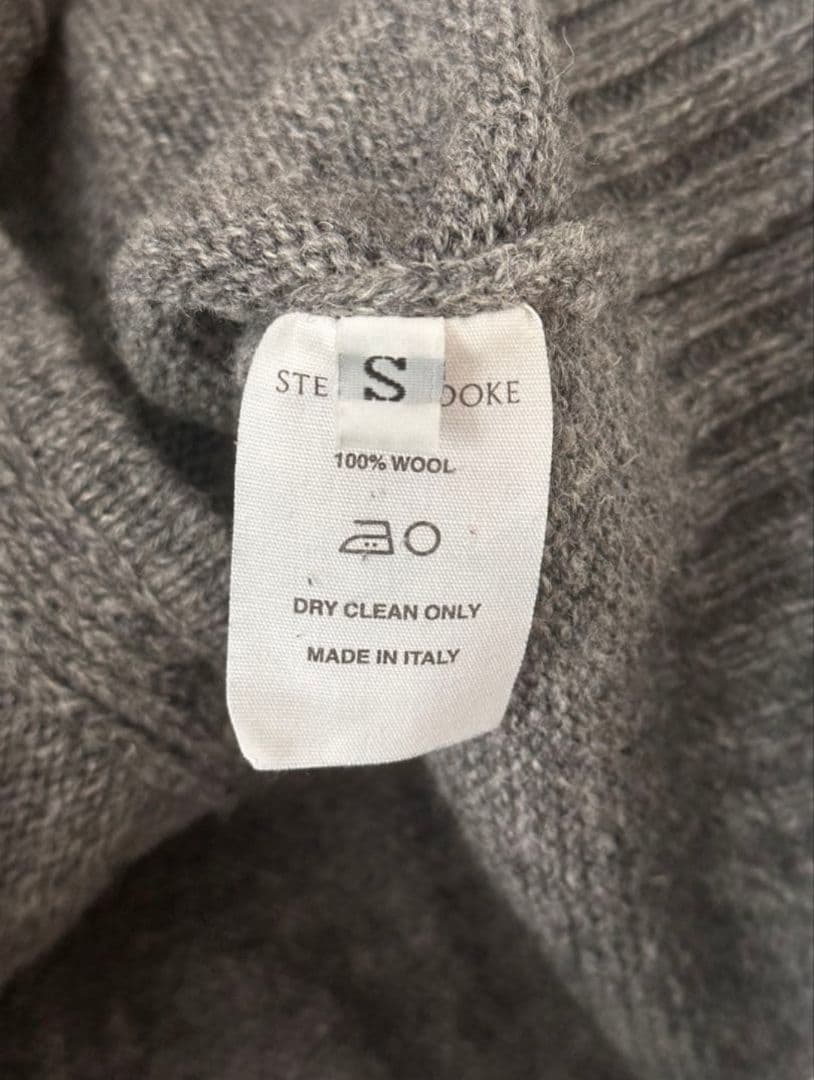 STE S OOKE
100% WOOL
DRY CLEAN ONLY
MADE IN ITALY